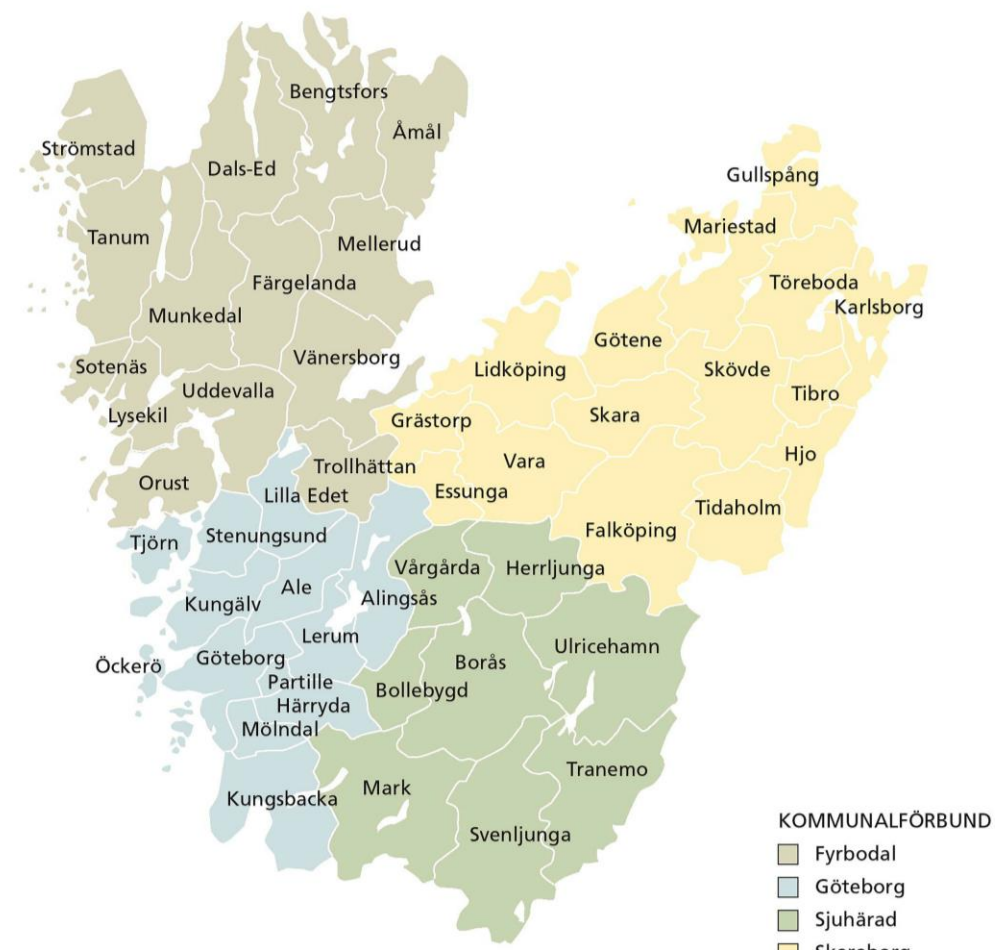 Bengtsfors
Åmål
Strömstad
Dals-Ed
Gullspång
Mariestad
Tanum
Mellerud
Färgelanda
Töreboda
Karlsborg
Munkedal
Götene
Vänersborg
Sotenäs
Lidköping
Skövde
Uddevalla
Tibro
Lysekil
Grästorp
Skara
Hjo
Vara
Trollhättan
Orust
Essunga
Lilla Edet
Tidaholm
Falköping
Stenungsund
Tjörn
Vårgårda
Herrljunga
Ale
Alingsås
Kungälv
Lerum
Ulricehamn
Göteborg
Borås
Öckerö
Partille
Bollebygd
Härryda
Mölndal
Tranemo
Mark
Kungsbacka
Svenljunga
KOMMUNALFÖRBUND
Fyrbodal
Göteborg
Sjuhärad